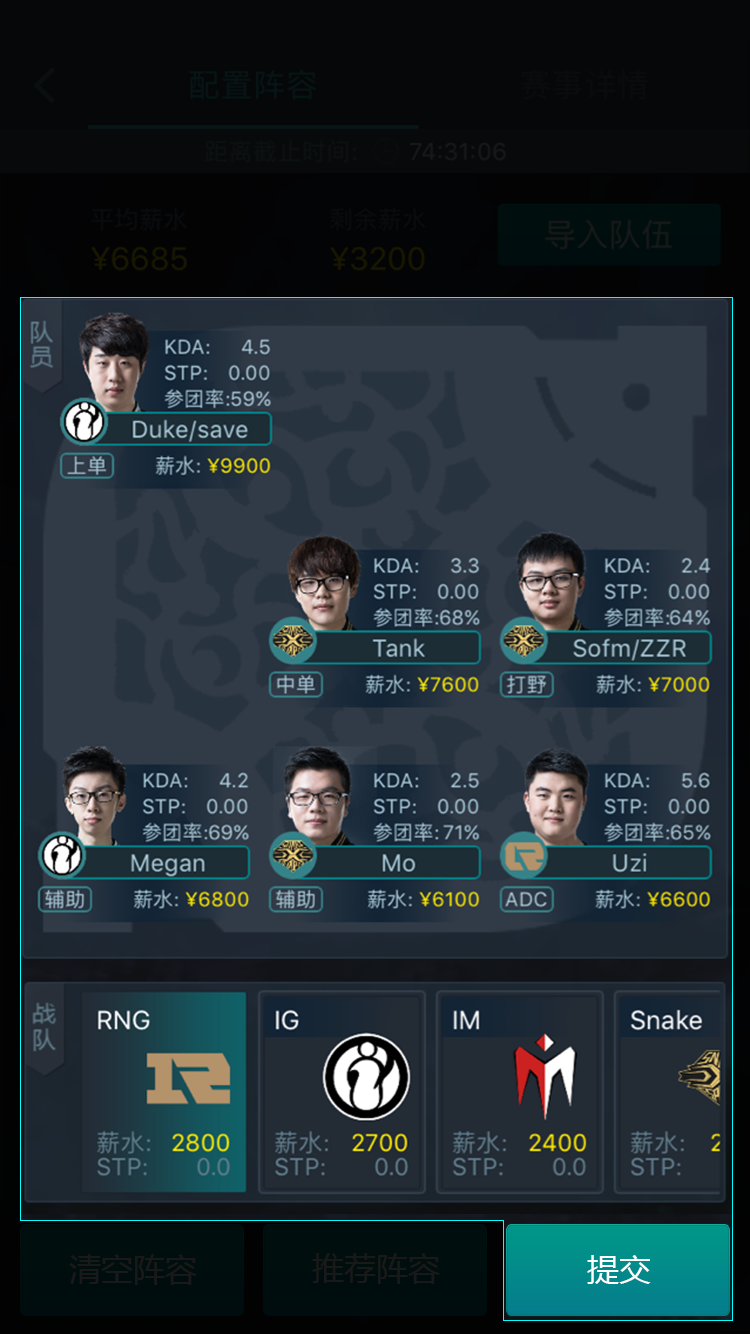 配置阵容 赛事详情
距离截止时间: 74:31:06
平均薪水 剩余薪水
¥6685 ¥3200 导入队伍
队员
KDA: 4.5
STP: 0.00
参团率:59%
Duke/save
上单 薪水: ¥9900
KDA: 3.3
STP: 0.00
参团率:68%
Tank
中单 薪水: ¥7600
KDA: 2.4
STP: 0.00
参团率:64%
Sofm/ZZR
打野 薪水: ¥7000
KDA: 4.2
STP: 0.00
参团率:69%
Megan
辅助 薪水: ¥6800
KDA: 2.5
STP: 0.00
参团率:71%
Mo
辅助 薪水: ¥6100
KDA: 5.6
STP: 0.00
参团率:65%
Uzi
ADC 薪水: ¥6600
战队
RNG
薪水: 2800
STP: 0.0
IG
薪水: 2700
STP: 0.0
IM
薪水: 2400
STP: 0.0
Snake
薪水: 2
STP:
清空阵容 推荐阵容 提交